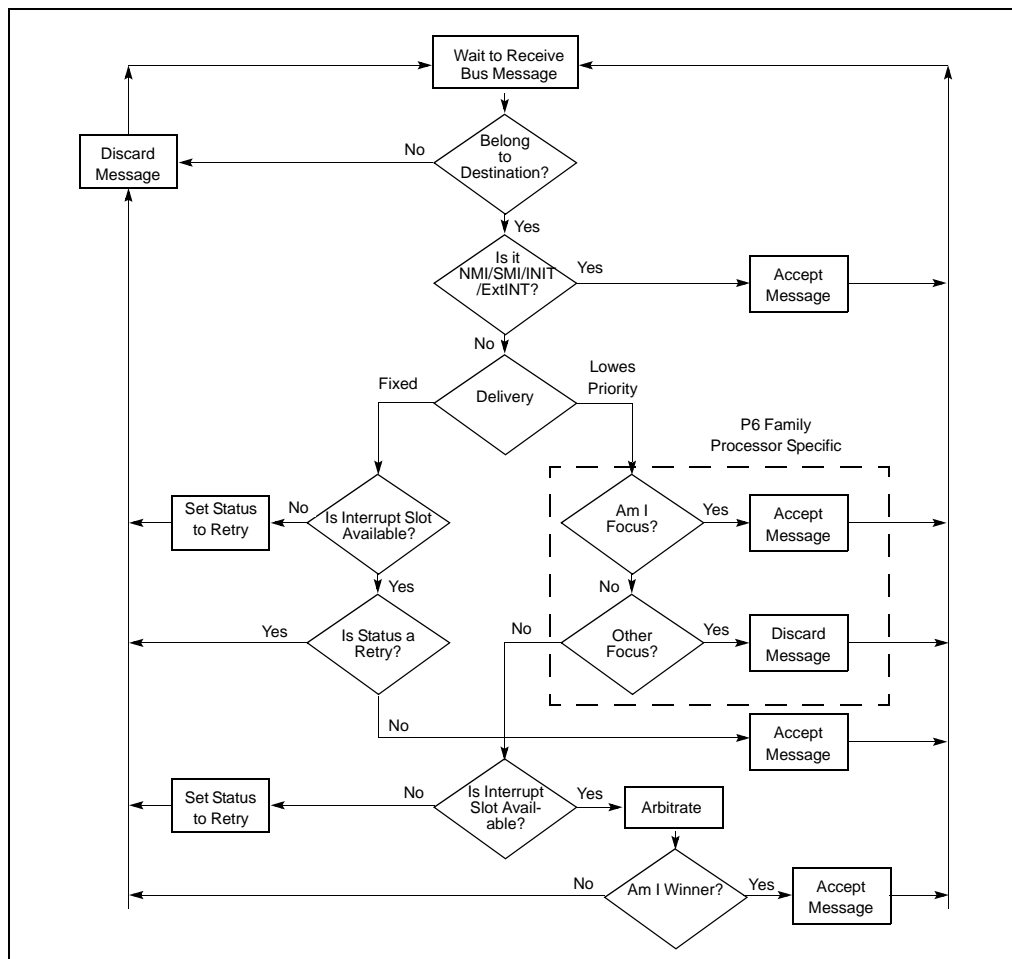 Wait to Receive
Bus Message
Belong
to
Destination?
No
Discard
Message
Yes
Is it
NMI/SMI/INIT
/ExtINT?
Yes
Accept
Message
No
Delivery
Fixed
Lowes
Priority
P6 Family
Processor Specific
Set Status
to Retry
No
Is Interrupt Slot
Available?
Am I
Focus?
Yes
Accept
Message
Yes
No
Yes
Is Status a
Retry?
No
Other
Focus?
Yes
Discard
Message
No
Accept
Message
Set Status
to Retry
No
Is Interrupt
Slot Avail-
able?
Yes
Arbitrate
No
Am I Winner?
Yes
Accept
Message